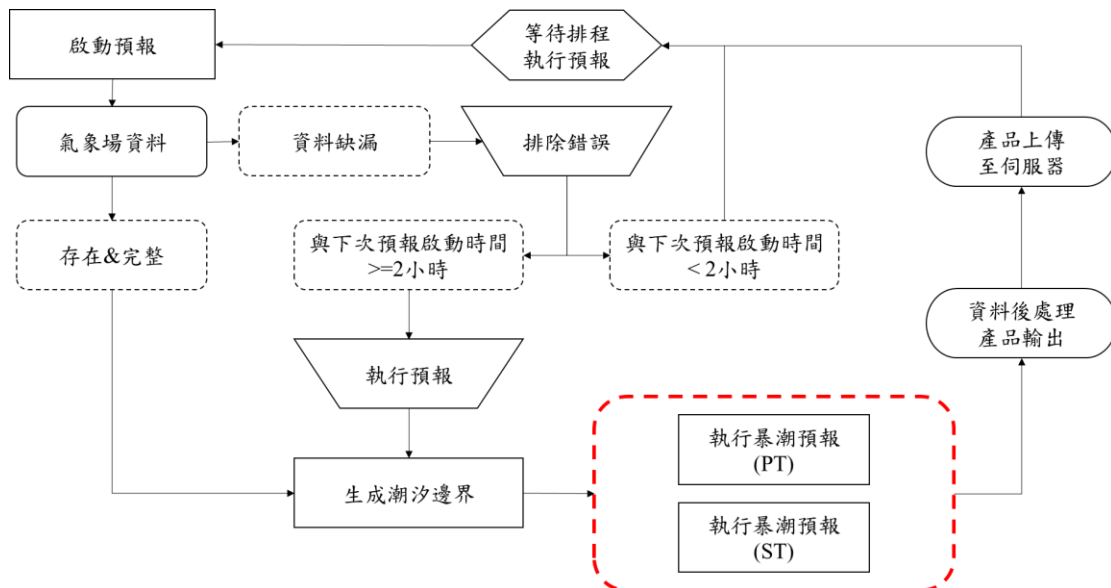 啟動預報
等待排程
執行預報
氣象場資料
資料缺漏
排除錯誤
產品上傳
至伺服器
存在&完整
與下次預報啟動時間
>=2小時
與下次預報啟動時間
< 2小時
資料後處理
產品輸出
執行預報
執行暴潮預報
(PT)
生成潮汐邊界
執行暴潮預報
(ST)